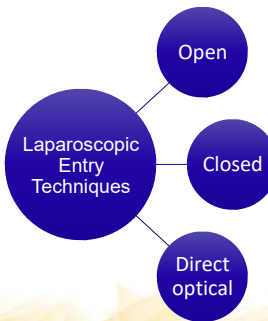 Open
Laparoscopic
Entry
Techniques
Closed
Direct
optical